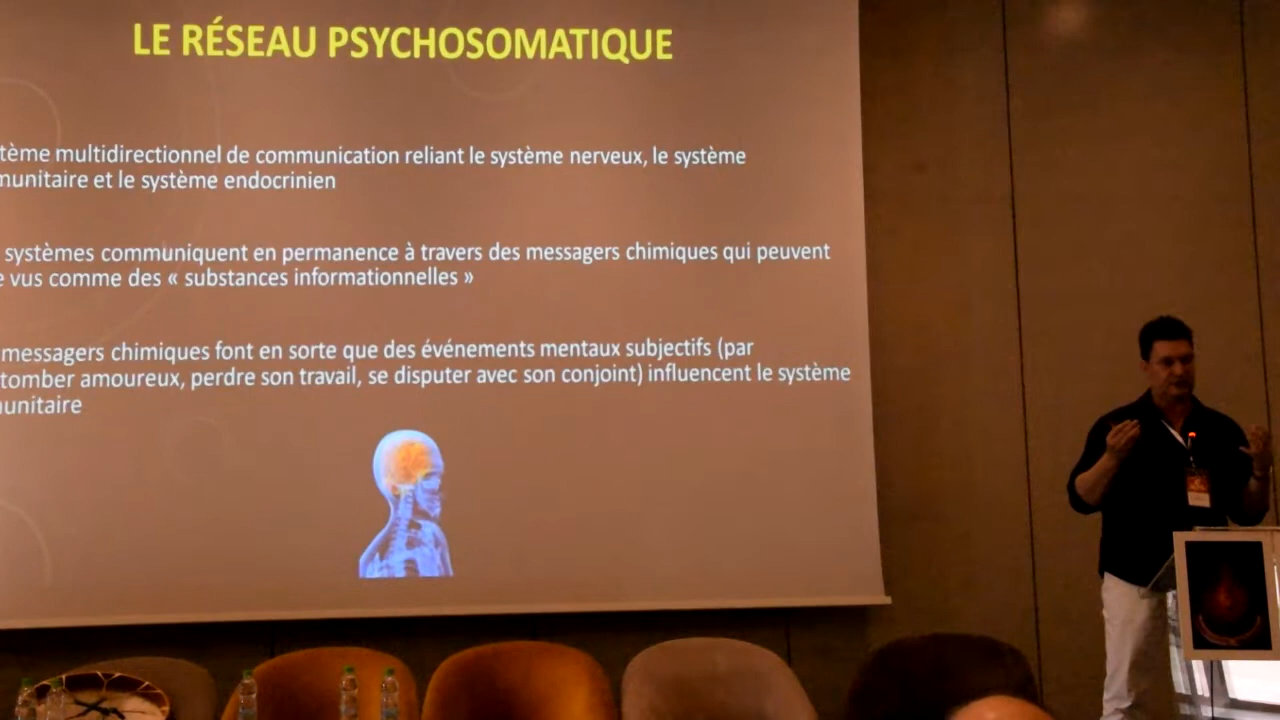 LE RÉSEAU PSYCHOSOMATIQUE
tème multidirectionnel de communication reliant le système nerveux, le système
munitaire et le système endocrinien
systèmes communiquent en permanence à travers des messagers chimiques qui peuvent
e vus comme des « substances informationnelles »
messagers chimiques font en sorte que des événements mentaux subjectifs (par
tomber amoureux, perdre son travail, se disputer avec son conjoint) influencent le système
unitaire